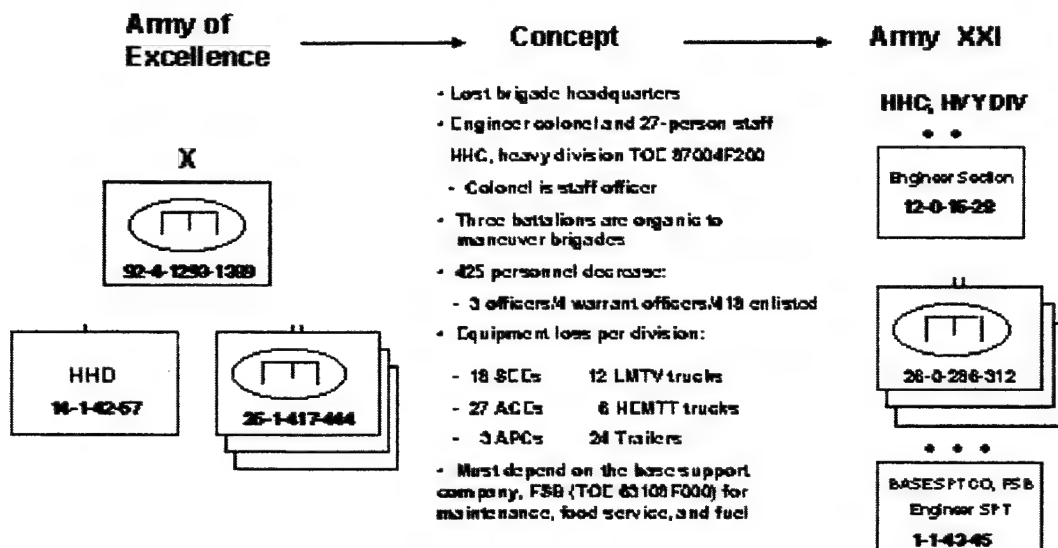 Army of
Excellence
Concept
Army XXI
X
92-4-1293-1389
HHD
14-1-42-57
II
26-1-417-444
- Lost brigade headquarters
- Engineer colonel and 27-person staff
HHC, heavy division TOE 87004F200
- Colonel is staff officer
- Three battalions are organic to
maneuver brigades
- 425 personnel decrease:
- 3 officers/4 warrant officers/418 enlisted
- Equipment loss per division:
- 18 SEEs 12 LMTV trucks
- 27 ACEs 6 HEMTT trucks
- 3 APCs 24 Trailers
- Must depend on the base support
company, FSB (TOE 63108F000) for
maintenance, food service, and fuel
HHC, HVY DIV
Engineer Section
12-0-16-28
II
26-0-286-312
BASE SPT CO, FSB
Engineer SPT
1-1-43-45